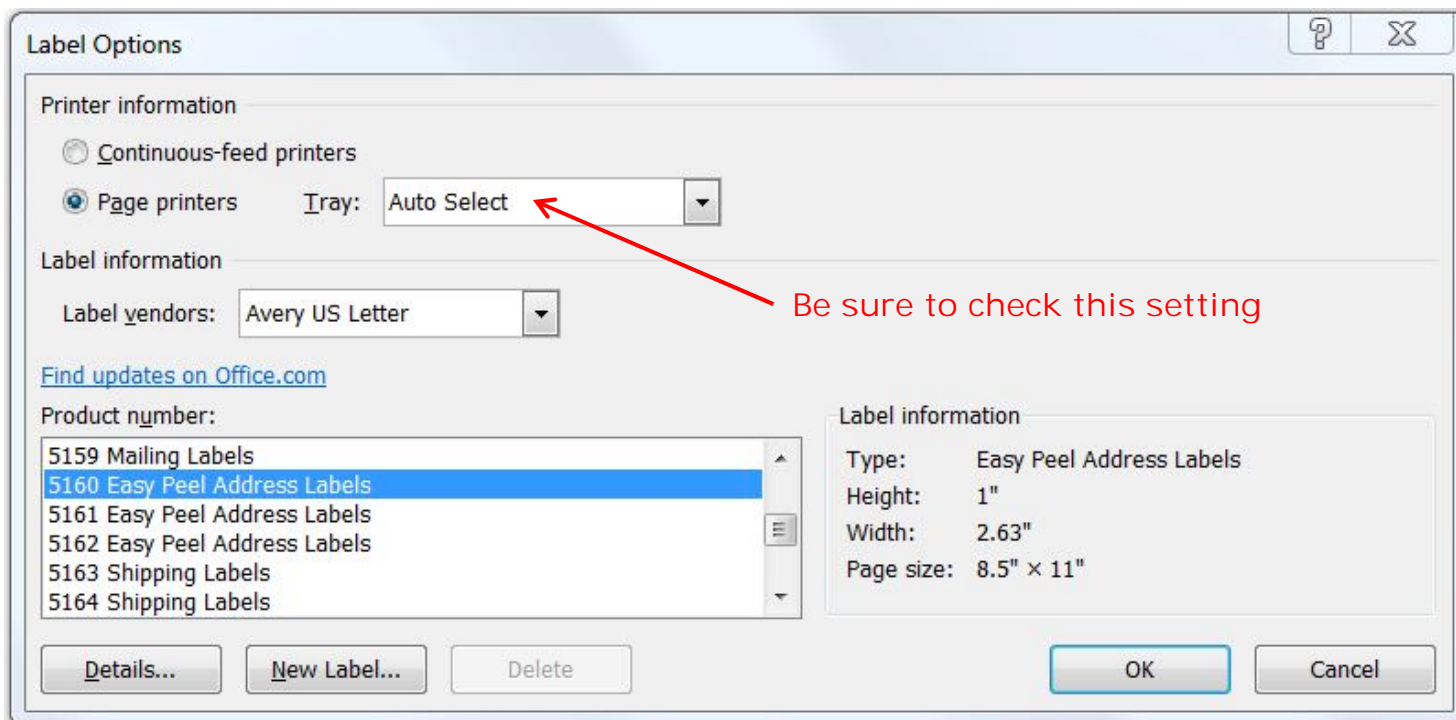 Label Options
Printer information
Continuous-feed printers
Page printers Tray: Auto Select
Label information
Be sure to check this setting
Label vendors: Avery US Letter
Find updates on Office.com
Product number:
5159 Mailing Labels
5160 Easy Peel Address Labels
5161 Easy Peel Address Labels
5162 Easy Peel Address Labels
5163 Shipping Labels
5164 Shipping Labels
Label information
Type: Easy Peel Address Labels
Height: 1"
Width: 2.63"
Page size: 8.5" × 11"
Details... New Label... Delete OK Cancel